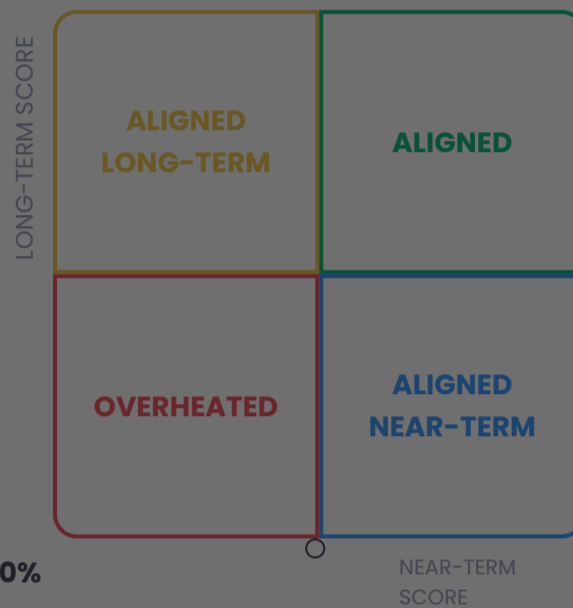 LONG-TERM SCORE
ALIGNED
LONG-TERM
ALIGNED
OVERHEATED
ALIGNED
NEAR-TERM
0%
NEAR-TERM
SCORE